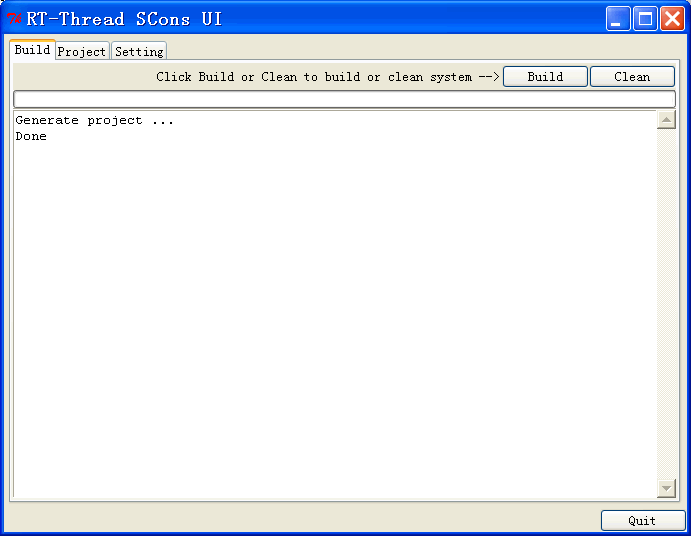 RT-Thread SCons UI
Build Project Setting
Click Build or Clean to build or clean system --> Build Clean
Generate project ...
Done
Quit